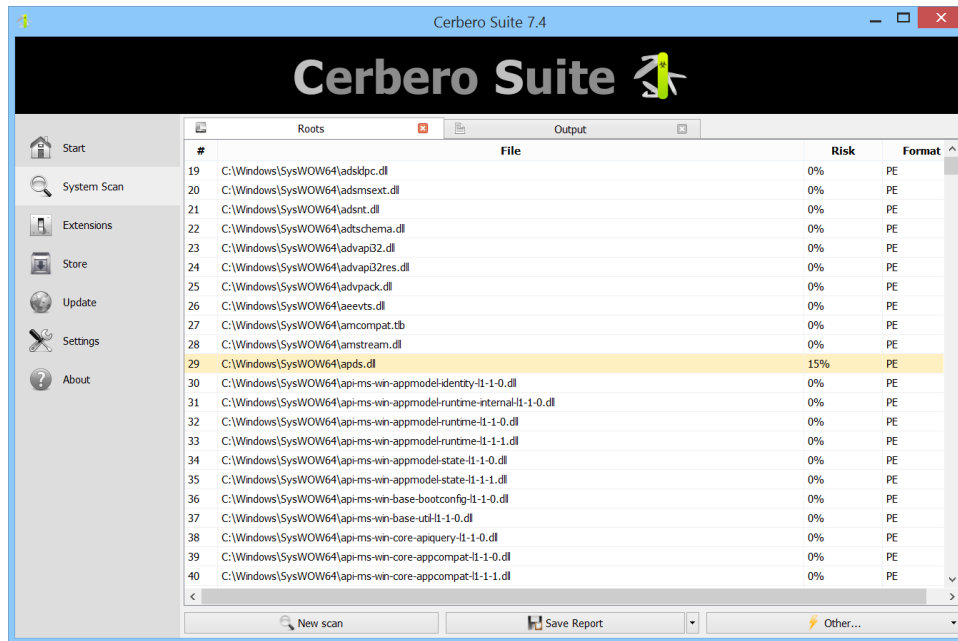 Cerbero Suite 7.4
Cerbero Suite
Start
System Scan
Extensions
Store
Update
Settings
About
Roots Output
# File Risk Format
19 C:\Windows\SysWOW64\adsldpc.dll 0% PE
20 C:\Windows\SysWOW64\adsmsext.dll 0% PE
21 C:\Windows\SysWOW64\adsnt.dll 0% PE
22 C:\Windows\SysWOW64\adtschema.dll 0% PE
23 C:\Windows\SysWOW64\advapi32.dll 0% PE
24 C:\Windows\SysWOW64\advapi32res.dll 0% PE
25 C:\Windows\SysWOW64\advpack.dll 0% PE
26 C:\Windows\SysWOW64\aeevts.dll 0% PE
27 C:\Windows\SysWOW64\amcompat.tlb 0% PE
28 C:\Windows\SysWOW64\amstream.dll 0% PE
29 C:\Windows\SysWOW64\apds.dll 15% PE
30 C:\Windows\SysWOW64\api-ms-win-appmodel-identity-l1-1-0.dll 0% PE
31 C:\Windows\SysWOW64\api-ms-win-appmodel-runtime-internal-l1-1-0.dll 0% PE
32 C:\Windows\SysWOW64\api-ms-win-appmodel-runtime-l1-1-0.dll 0% PE
33 C:\Windows\SysWOW64\api-ms-win-appmodel-runtime-l1-1-1.dll 0% PE
34 C:\Windows\SysWOW64\api-ms-win-appmodel-state-l1-1-0.dll 0% PE
35 C:\Windows\SysWOW64\api-ms-win-appmodel-state-l1-1-1.dll 0% PE
36 C:\Windows\SysWOW64\api-ms-win-base-bootconfig-l1-1-0.dll 0% PE
37 C:\Windows\SysWOW64\api-ms-win-base-util-l1-1-0.dll 0% PE
38 C:\Windows\SysWOW64\api-ms-win-core-apiquery-l1-1-0.dll 0% PE
39 C:\Windows\SysWOW64\api-ms-win-core-appcompat-l1-1-0.dll 0% PE
40 C:\Windows\SysWOW64\api-ms-win-core-appcompat-l1-1-1.dll 0% PE
New scan Save Report Other...